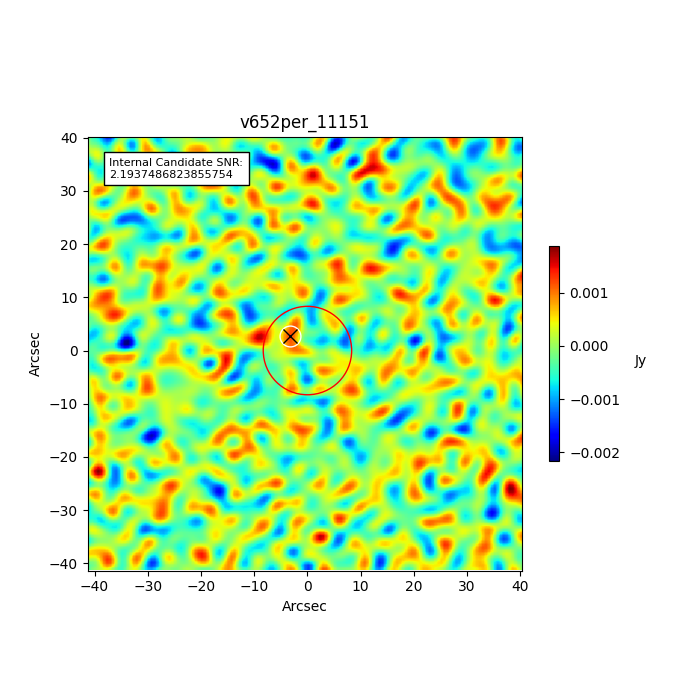 v652per_11151
Internal Candidate SNR:
2.1937486823855754
40
30
20
10
0
−10
−20
−30
−40
Arcsec
−40 −30 −20 −10 0 10 20 30 40
Arcsec
0.001
0.000
−0.001
−0.002
Jy